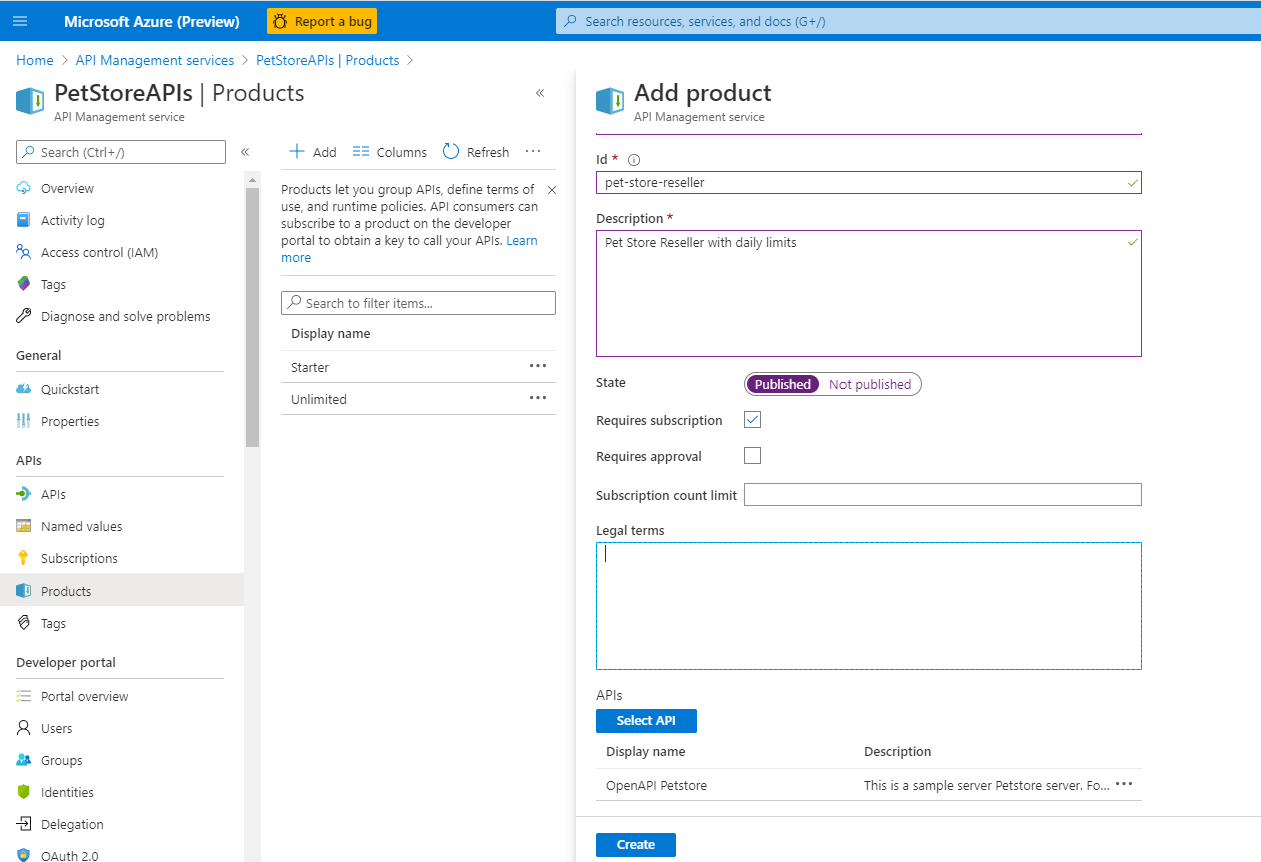 Microsoft Azure (Preview)
Report a bug
Search resources, services, and docs (G+/)
Home > API Management services > PetStoreAPIs | Products >
PetStoreAPIs | Products
API Management service
«
Search (Ctrl+/)
«
Overview
Activity log
Access control (IAM)
Tags
Diagnose and solve problems
General
Quickstart
Properties
APIs
APIs
Named values
Subscriptions
Products
Tags
Developer portal
Portal overview
Users
Groups
Identities
Delegation
OAuth 2.0
Add
Columns
Refresh
···
Products let you group APIs, define terms of
use, and runtime policies. API consumers can
subscribe to a product on the developer
portal to obtain a key to call your APIs. Learn
more
Search to filter items...
Display name
Starter ···
Unlimited ···
Add product
API Management service
Id *
pet-store-reseller
Description *
Pet Store Reseller with daily limits
State Published Not published
Requires subscription
Requires approval
Subscription count limit
Legal terms
APIs
Select API
Display name Description
OpenAPI Petstore This is a sample server Petstore server. Fo... ···
Create